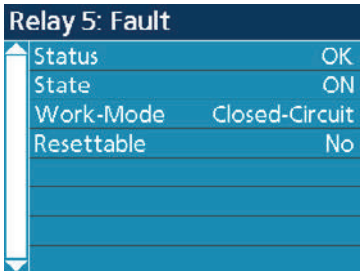 Relay 5: Fault
Status OK
State ON
Work-Mode Closed-Circuit
Resettable No